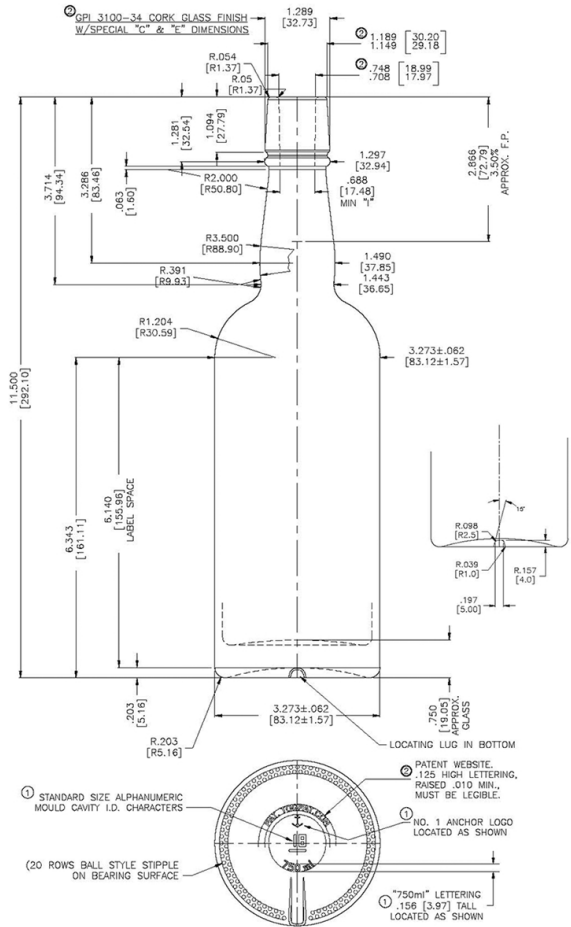 ② GPI 3100-34 CORK GLASS FINISH
W/SPECIAL "C" & "E" DIMENSIONS
1.289
[32.73]
② 1.189 [30.20]
1.149 [29.18]
② .748 [18.99]
.708 [17.97]
R.054
[R1.37]
R.05
[R1.37]
1.281
[32.54]
1.094
[27.79]
3.714
[94.34]
3.286
[83.46]
.063
[1.60]
R2.000
[R50.80]
1.297
[32.94]
.688
[17.48]
MIN "I"
2.866
[72.79]
3.50%
APPROX. F.P.
R3.500
[R88.90]
R.391
[R9.93]
1.490
[37.85]
1.443
[36.65]
R1.204
[R30.59]
3.273±.062
[83.12±1.57]
11.500
[292.10]
6.343
[161.11]
6.140
[155.96]
LABEL SPACE
15°
R.098
[R2.5]
R.039
[R1.0]
R.157
[4.0]
.197
[5.00]
.203
[5.16]
R.203
[R5.16]
3.273±.062
[83.12±1.57]
.750
[19.05]
APPROX.
GLASS
LOCATING LUG IN BOTTOM
② PATENT WEBSITE.
.125 HIGH LETTERING,
RAISED .010 MIN.,
MUST BE LEGIBLE.
① STANDARD SIZE ALPHANUMERIC
MOULD CAVITY I.D. CHARACTERS
① NO. 1 ANCHOR LOGO
LOCATED AS SHOWN
(20 ROWS BALL STYLE STIPPLE
ON BEARING SURFACE
750 ml
① "750ml" LETTERING
.156 [3.97] TALL
LOCATED AS SHOWN